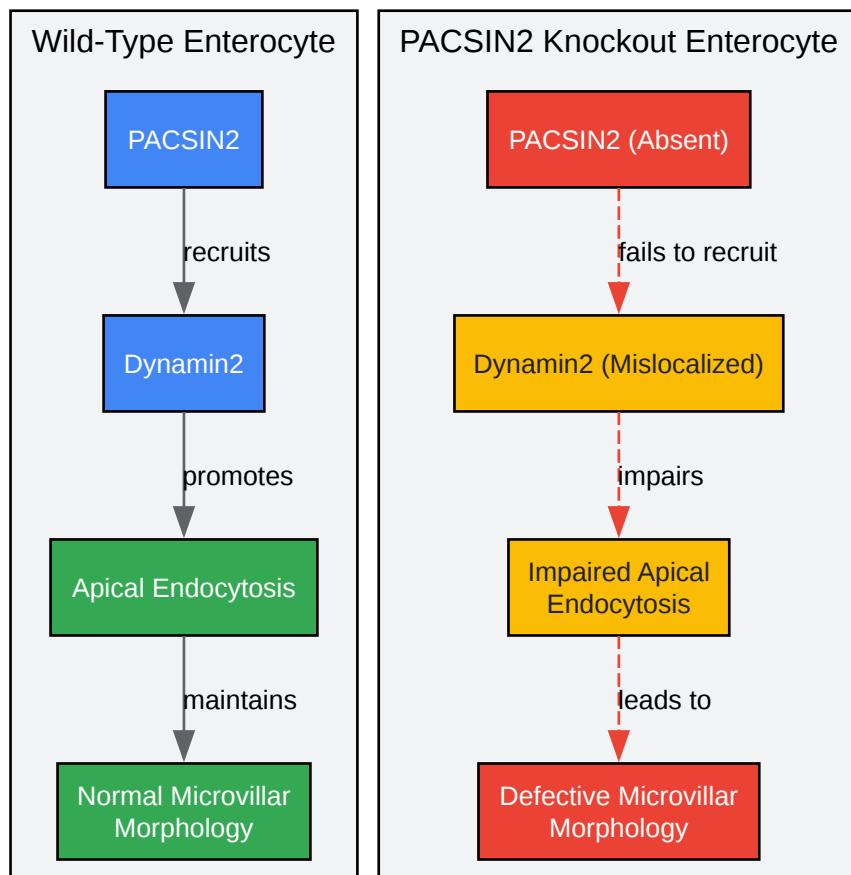 Wild-Type Enterocyte
PACSIN2
recruits
Dynamin2
promotes
Apical Endocytosis
maintains
Normal Microvillar
Morphology
PACSIN2 Knockout Enterocyte
PACSIN2 (Absent)
fails to recruit
Dynamin2 (Mislocalized)
impairs
Impaired Apical
Endocytosis
leads to
Defective Microvillar
Morphology